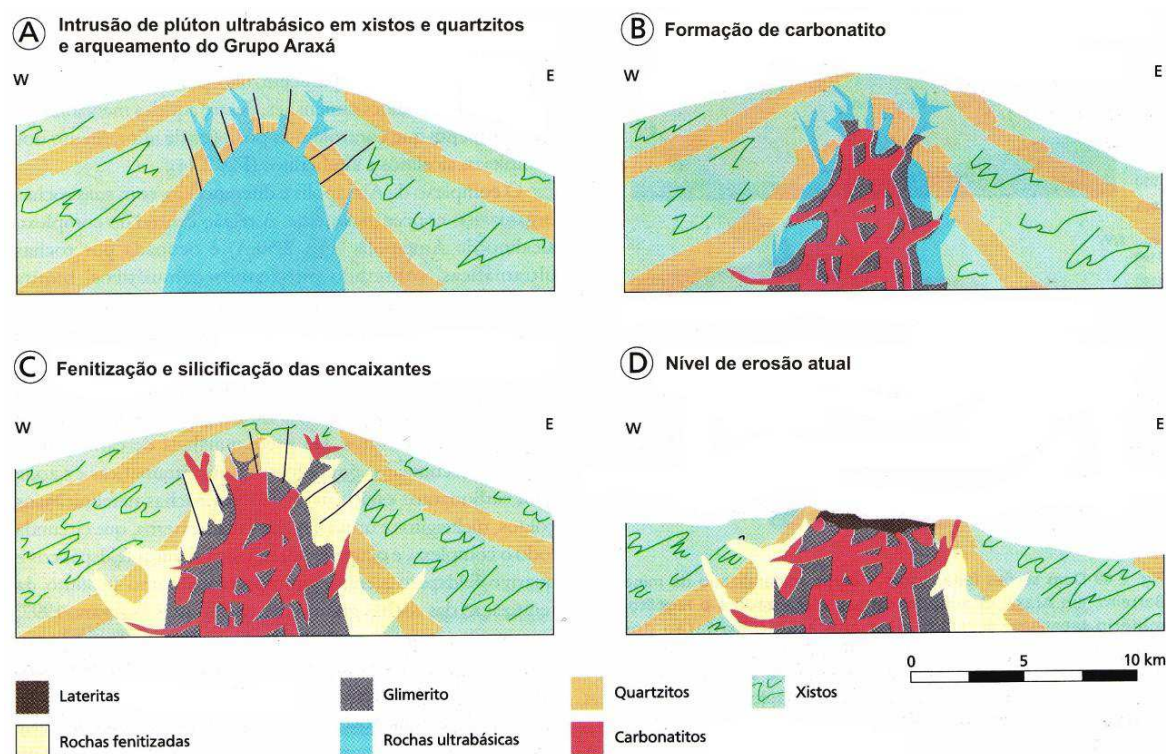 A Intrusão de plúton ultrabásico em xistos e quartzitos
e arqueamento do Grupo Araxá
W
E
B Formação de carbonatito
W
E
C Fenitização e silicificação das encaixantes
W
E
D Nível de erosão atual
W
E
0 5 10 km
Lateritas
Glimerito
Quartzitos
Xistos
Rochas fenitizadas
Rochas ultrabásicas
Carbonatitos